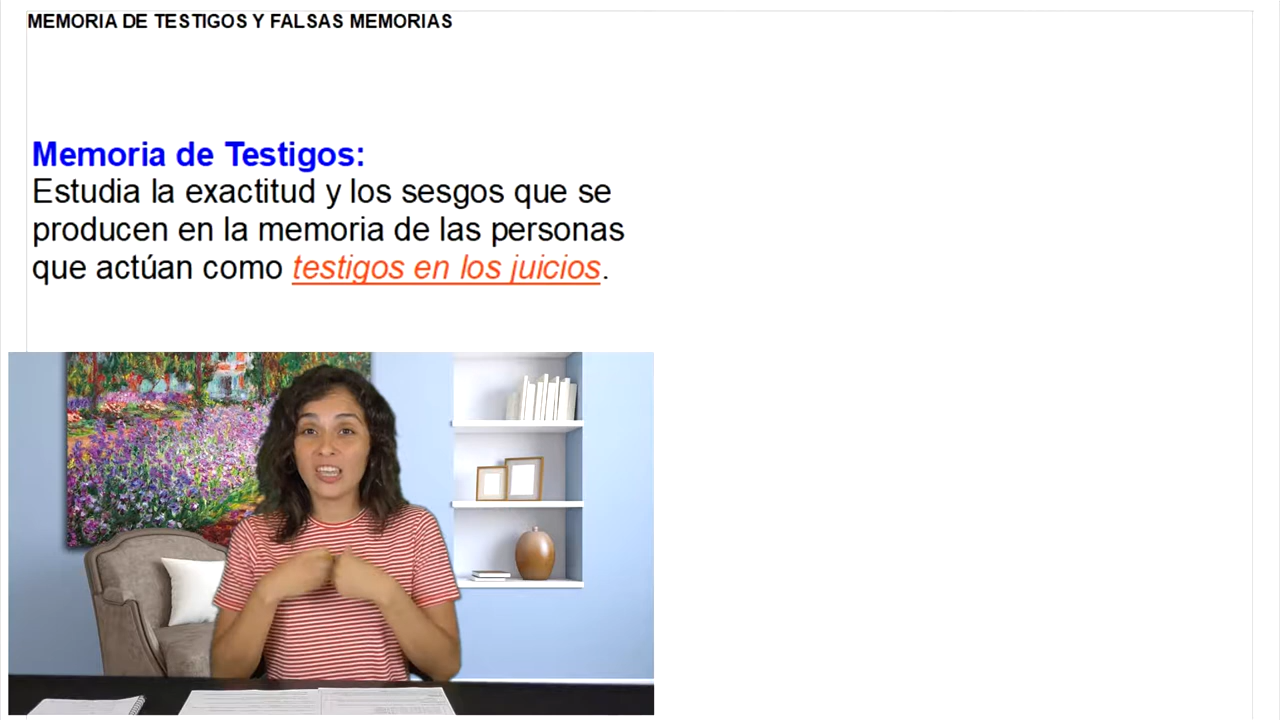 MEMORIA DE TESTIGOS Y FALSAS MEMORIAS
Memoria de Testigos:
Estudia la exactitud y los sesgos que se
producen en la memoria de las personas
que actúan como testigos en los juicios.